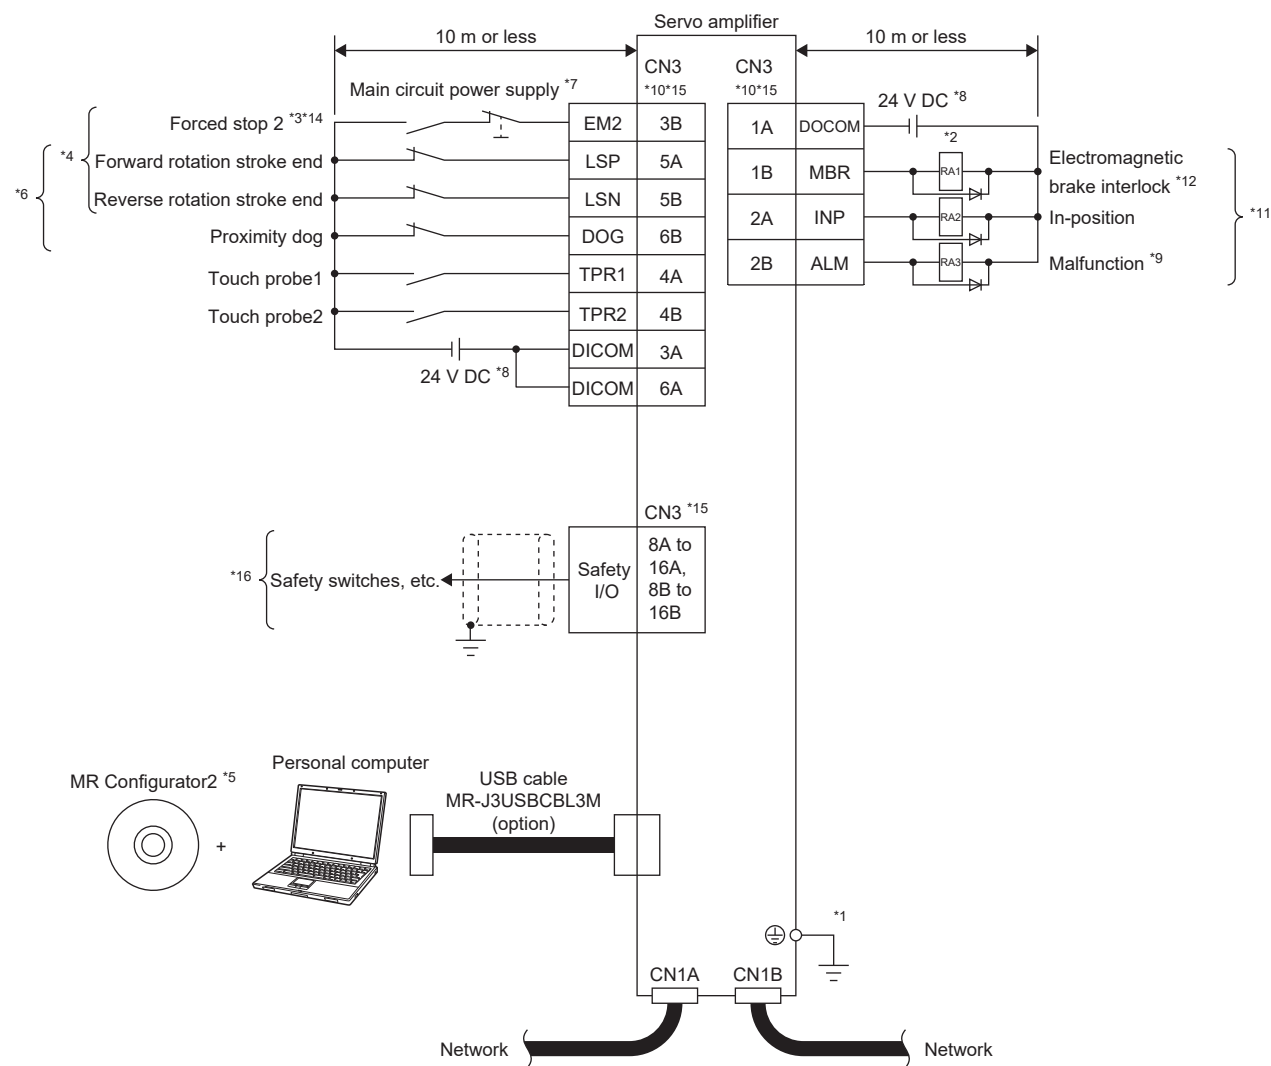 Servo amplifier
10 m or less
10 m or less
CN3
*10*15
CN3
*10*15
Main circuit power supply *7
24 V DC *8
Forced stop 2 *3*14
EM2 3B
1A DOCOM
*2
*4
Forward rotation stroke end
LSP 5A
1B MBR
RA1
Electromagnetic
brake interlock *12
*6
Reverse rotation stroke end
LSN 5B
2A INP
RA2
In-position
*11
Proximity dog
DOG 6B
2B ALM
RA3
Malfunction *9
Touch probe1
TPR1 4A
Touch probe2
TPR2 4B
DICOM 3A
24 V DC *8
DICOM 6A
CN3 *15
*16
Safety switches, etc.
Safety
I/O
8A to
16A,
8B to
16B
MR Configurator2 *5
+
Personal computer
USB cable
MR-J3USBCBL3M
(option)
*1
CN1A
CN1B
Network
Network